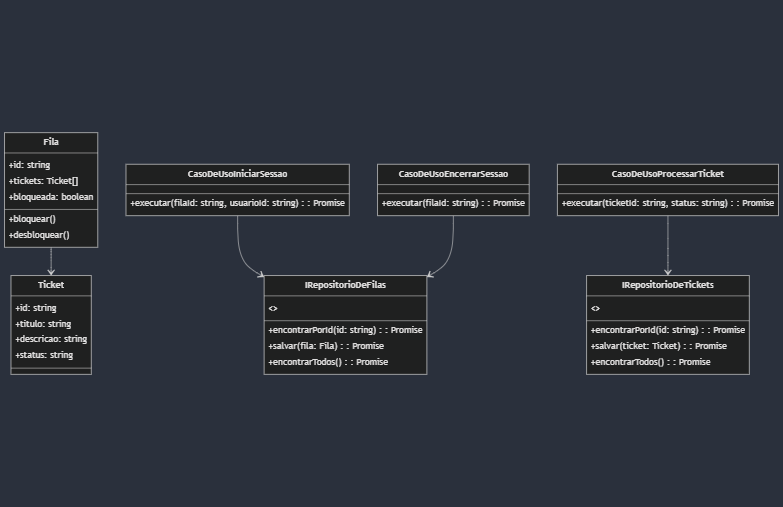 Fila
+id: string
+tickets: Ticket[]
+bloqueada: boolean
+bloquear()
+desbloquear()
Ticket
+id: string
+titulo: string
+descricao: string
+status: string
CasoDeUsoIniciarSessao
+executar(filaId: string, usuarioId: string) : : Promise
CasoDeUsoEncerrarSessao
+executar(filaId: string) : : Promise
IRepositorioDeFilas
<>
+encontrarPorId(id: string) : : Promise
+salvar(fila: Fila) : : Promise
+encontrarTodos() : : Promise
CasoDeUsoProcessarTicket
+executar(ticketId: string, status: string) : : Promise
IRepositorioDeTickets
<>
+encontrarPorId(id: string) : : Promise
+salvar(ticket: Ticket) : : Promise
+encontrarTodos() : : Promise